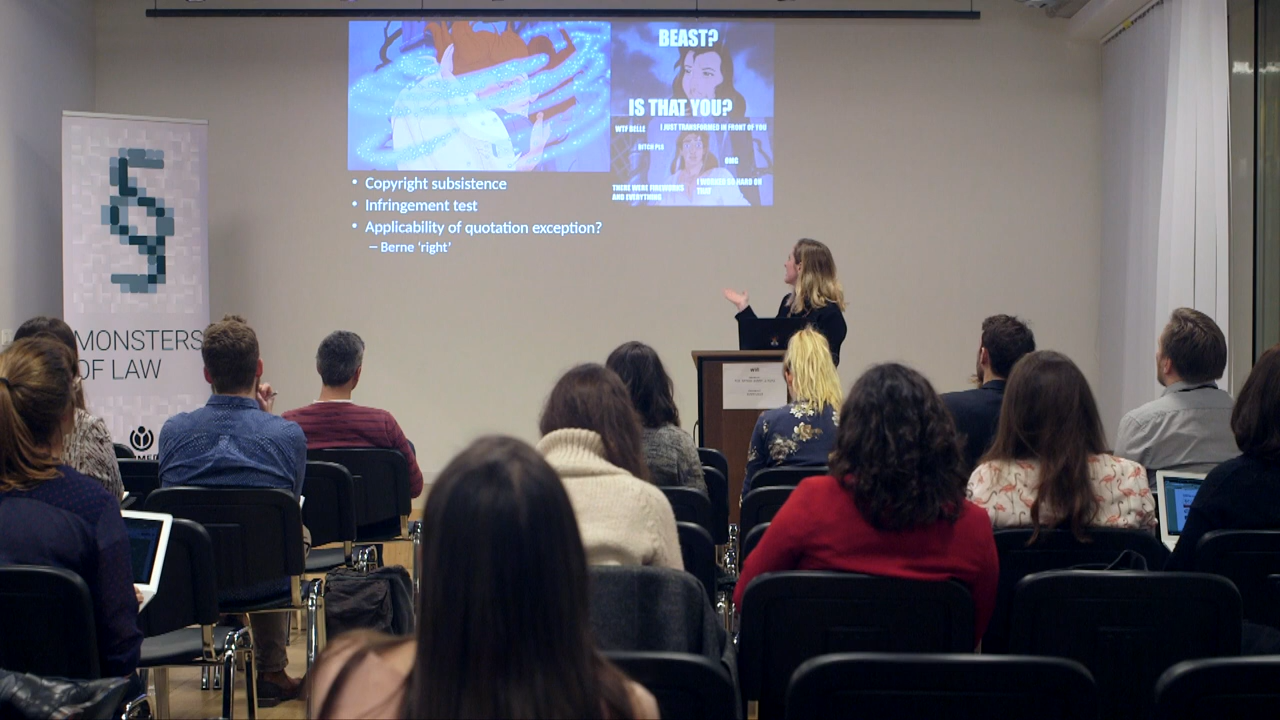 BEAST?
IS THAT YOU?
WTF BELLE
I JUST TRANSFORMED IN FRONT OF YOU
BITCH PLS
OMG
THERE WERE FIREWORKS
AND EVERYTHING
I WORKED SO HARD ON
THAT
• Copyright subsistence
• Infringement test
• Applicability of quotation exception?
– Berne 'right'
MONSTERS
OF LAW